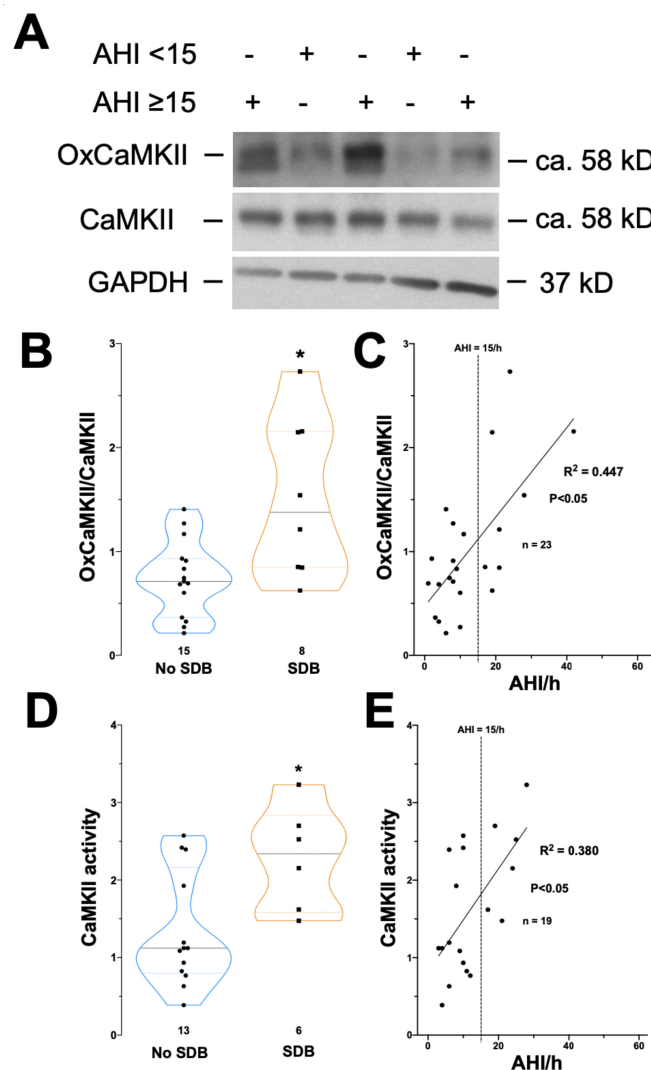 A
AHI <15 - + - + -
AHI ≥15 + - + - +
OxCaMKII ca. 58 kD
CaMKII ca. 58 kD
GAPDH 37 kD
B
OxCaMKII/CaMKII
3
2
1
0
*
15
8
No SDB
SDB
C
OxCaMKII/CaMKII
3
2
1
0
AHI = 15/h
R² = 0.447
P<0.05
n = 23
0 20 40 60
AHI/h
D
CaMKII activity
4
3
2
1
0
*
13
6
No SDB
SDB
E
CaMKII activity
4
3
2
1
0
AHI = 15/h
R² = 0.380
P<0.05
n = 19
0 20 40 60
AHI/h